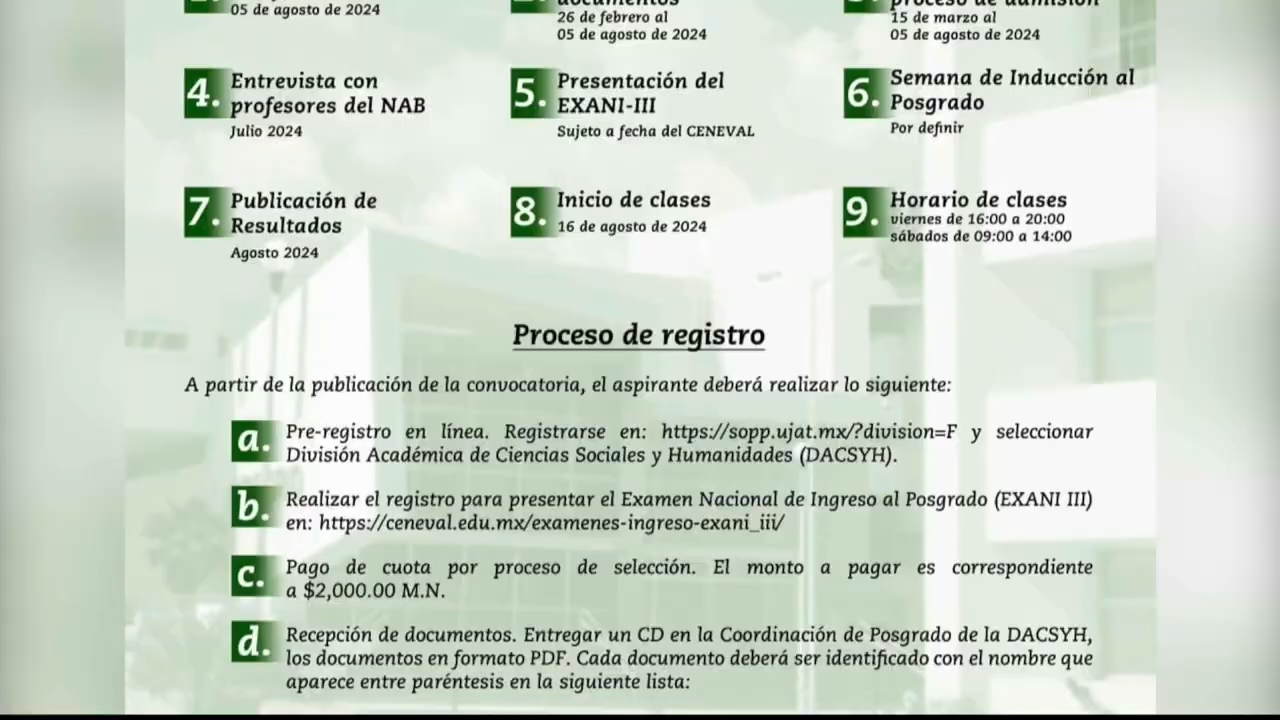 05 de agosto de 2024
documentos
26 de febrero al
05 de agosto de 2024
proceso de admisión
15 de marzo al
05 de agosto de 2024
4. Entrevista con
profesores del NAB
Julio 2024
5. Presentación del
EXANI-III
Sujeto a fecha del CENEVAL
6. Semana de Inducción al
Posgrado
Por definir
7. Publicación de
Resultados
Agosto 2024
8. Inicio de clases
16 de agosto de 2024
9. Horario de clases
viernes de 16:00 a 20:00
sábados de 09:00 a 14:00
Proceso de registro
A partir de la publicación de la convocatoria, el aspirante deberá realizar lo siguiente:
a. Pre-registro en línea. Registrarse en: https://sopp.ujat.mx/?division=F y seleccionar
División Académica de Ciencias Sociales y Humanidades (DACSYH).
b. Realizar el registro para presentar el Examen Nacional de Ingreso al Posgrado (EXANI III)
en: https://ceneval.edu.mx/examenes-ingreso-exani_iii/
c. Pago de cuota por proceso de selección. El monto a pagar es correspondiente
a $2,000.00 M.N.
d. Recepción de documentos. Entregar un CD en la Coordinación de Posgrado de la DACSYH,
los documentos en formato PDF. Cada documento deberá ser identificado con el nombre que
aparece entre paréntesis en la siguiente lista: